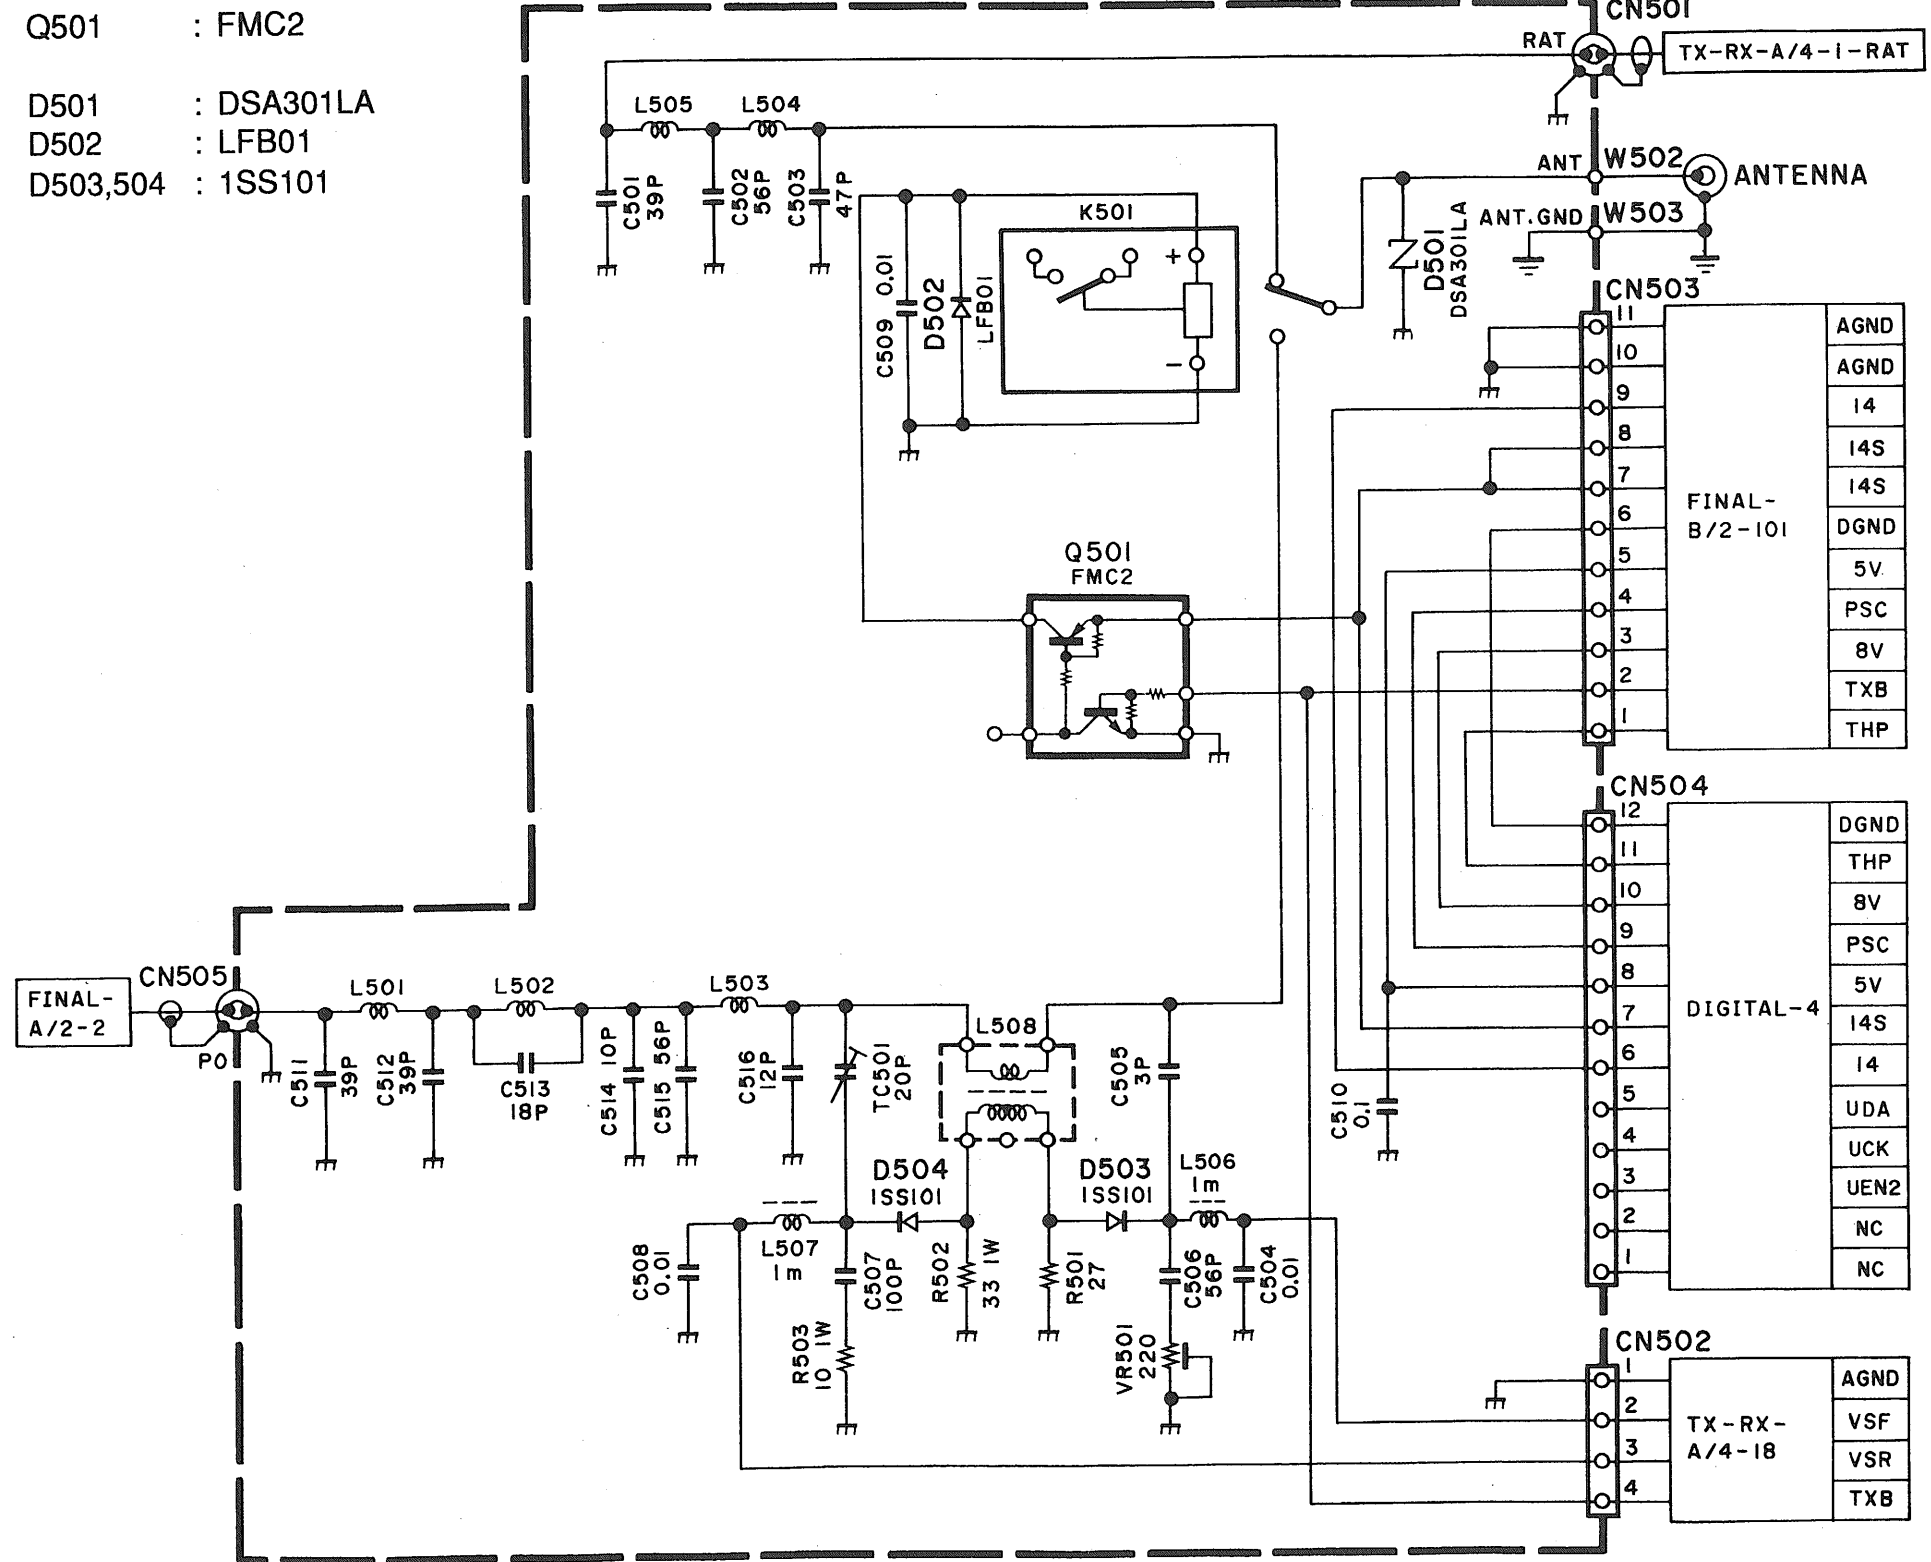 Q501 : FMC2
D501 : DSA301LA
D502 : LFB01
D503,504 : 1SS101
CN501
RAT
TX-RX-A/4-1-RAT
L505
L504
C501
39P
C502
56P
C503
47P
ANT
W502
ANTENNA
ANT.GND
W503
D501
DSA301LA
K501
+
-
C509 0.01
D502
LFB01
Q501
FMC2
CN503
11
AGND
10
AGND
9
14
8
14S
7
14S
6
DGND
5
5V
4
PSC
3
8V
2
TXB
1
THP
FINAL-
B/2-101
CN504
12
DGND
11
THP
10
8V
9
PSC
8
5V
7
14S
6
14
5
UDA
4
UCK
3
UEN2
2
NC
1
NC
DIGITAL-4
C510
0.1
FINAL-
A/2-2
CN505
PO
L501
L502
L503
C511
39P
C512
39P
C513
18P
C514 10P
C515 56P
C516
12P
TC501
20P
L508
C505
3P
D504
1SS101
D503
1SS101
L506
1m
L507
1m
C508
0.01
C507
100P
R502
33 1W
R501
27
C506
56P
C504
0.01
R503
10 1W
VR501
220
CN502
1
AGND
2
VSF
3
VSR
4
TXB
TX-RX-
A/4-18